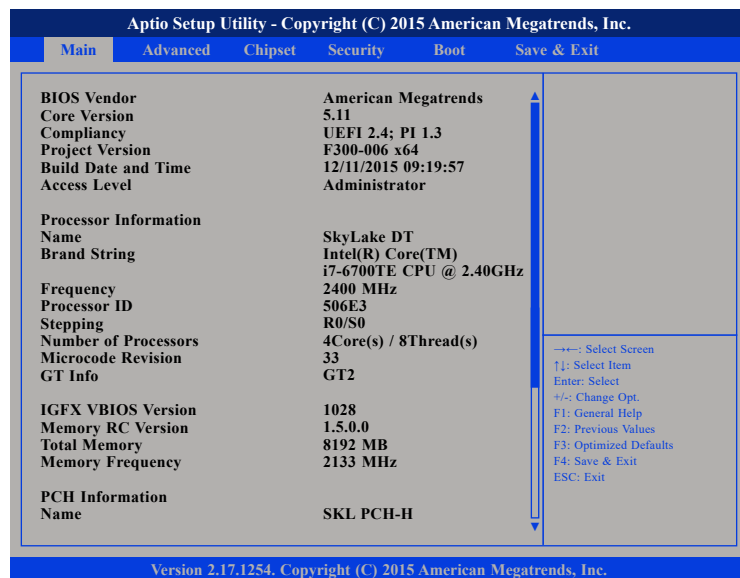 Aptio Setup Utility - Copyright (C) 2015 American Megatrends, Inc.
Main Advanced Chipset Security Boot Save & Exit
BIOS Vendor American Megatrends
Core Version 5.11
Compliancy UEFI 2.4; PI 1.3
Project Version F300-006 x64
Build Date and Time 12/11/2015 09:19:57
Access Level Administrator
Processor Information
Name SkyLake DT
Brand String Intel(R) Core(TM)
i7-6700TE CPU @ 2.40GHz
Frequency 2400 MHz
Processor ID 506E3
Stepping R0/S0
Number of Processors 4Core(s) / 8Thread(s)
Microcode Revision 33
GT Info GT2
IGFX VBIOS Version 1028
Memory RC Version 1.5.0.0
Total Memory 8192 MB
Memory Frequency 2133 MHz
PCH Information
Name SKL PCH-H
→←: Select Screen
↑↓: Select Item
Enter: Select
+/-: Change Opt.
F1: General Help
F2: Previous Values
F3: Optimized Defaults
F4: Save & Exit
ESC: Exit
Version 2.17.1254. Copyright (C) 2015 American Megatrends, Inc.